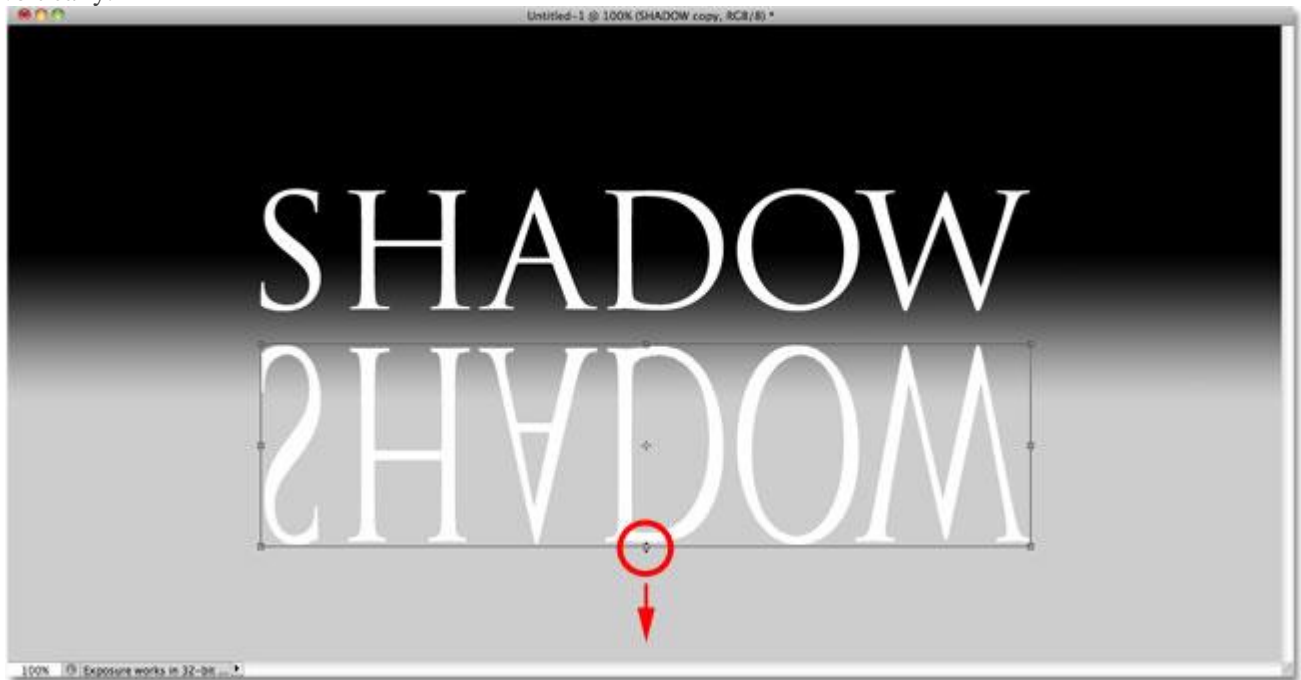 Untitled-1 @ 100% (SHADOW copy, RGB/8) *
SHADOW
SHADOW
100% Exposure works in 32-bit ...